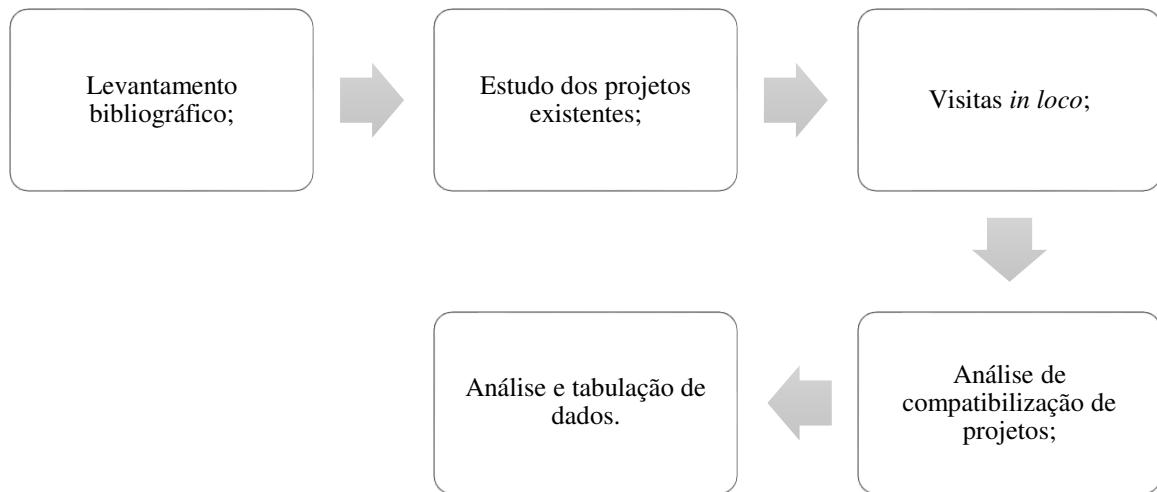 Levantamento
bibliográfico;
Estudo dos projetos
existentes;
Visitas in loco;
Análise de
compatibilização de
projetos;
Análise e tabulação de
dados.